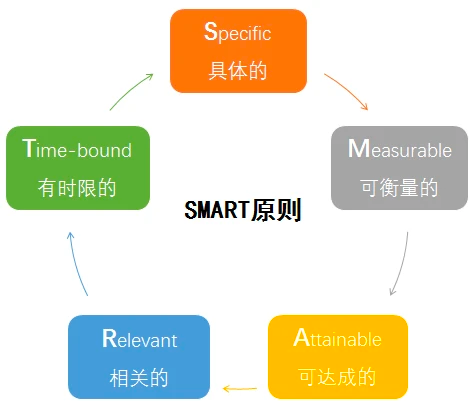 Specific
具体的
Measurable
可衡量的
Attainable
可达成的
Relevant
相关的
Time-bound
有时限的
SMART原则